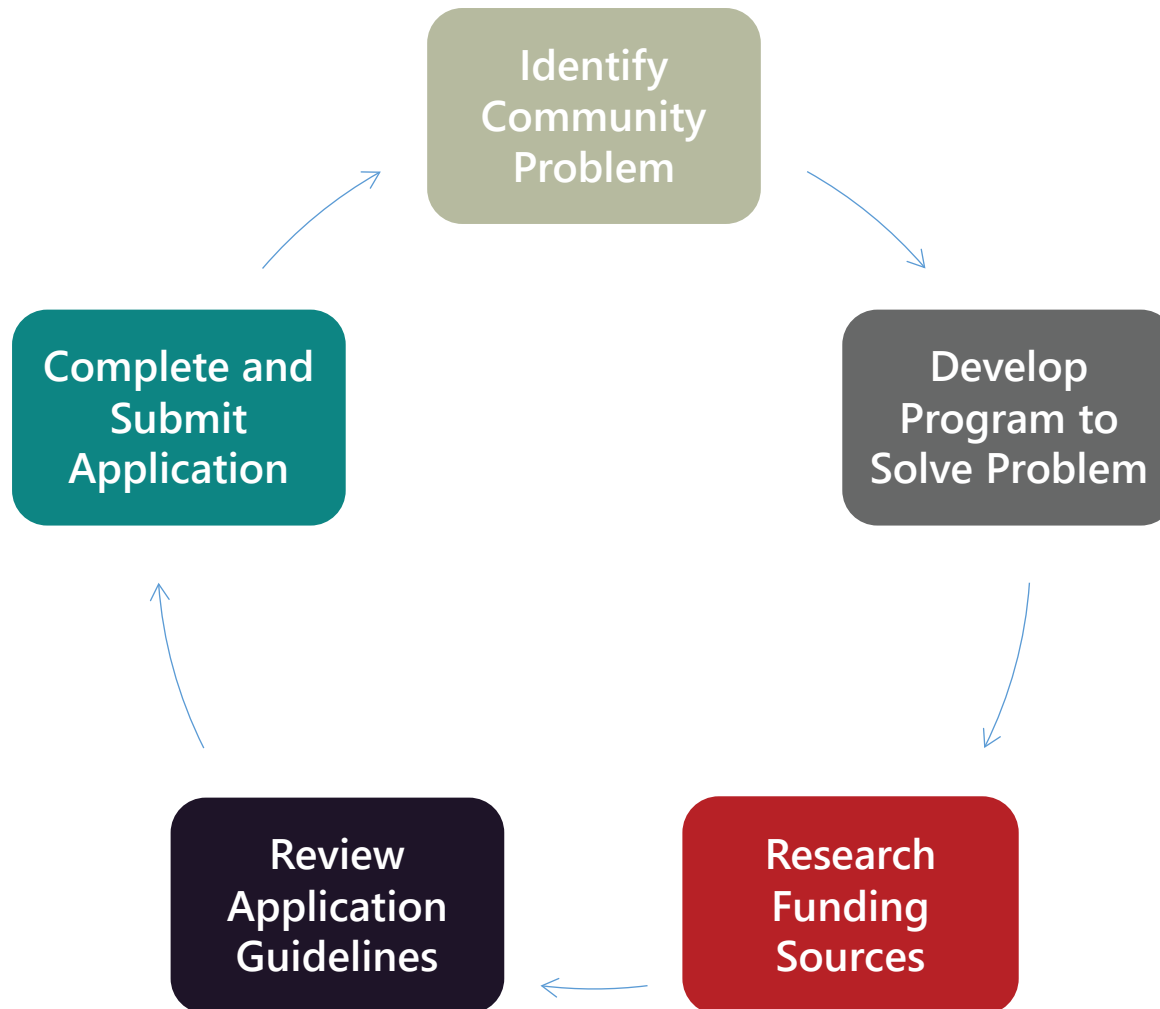 Identify
Community
Problem
Develop
Program to
Solve Problem
Research
Funding
Sources
Review
Application
Guidelines
Complete and
Submit
Application